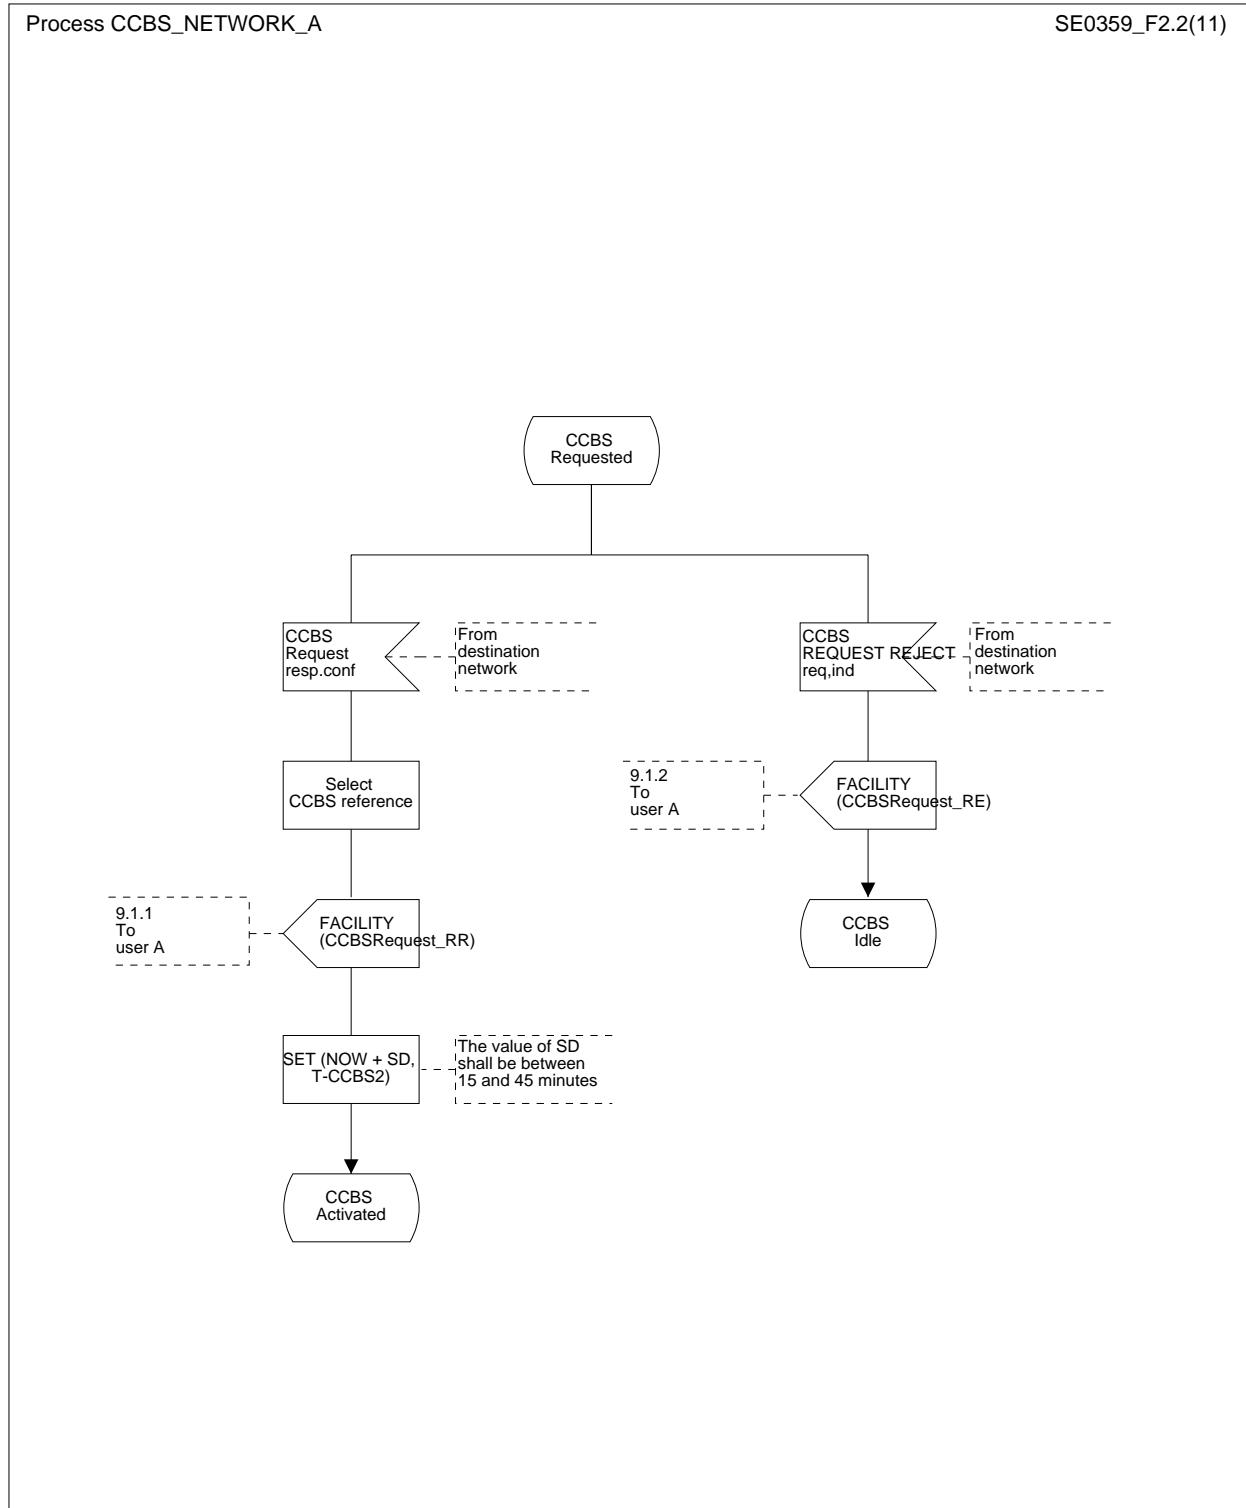 Process CCBS_NETWORK_A
SE0359_F2.2(11)
CCBS
Requested
CCBS
Request
resp.conf
From
destination
network
CCBS
REQUEST REJECT
req,ind
From
destination
network
Select
CCBS reference
9.1.2
To
user A
FACILITY
(CCBSRequest_RE)
9.1.1
To
user A
FACILITY
(CCBSRequest_RR)
CCBS
Idle
SET (NOW + SD,
T-CCBS2)
The value of SD
shall be between
15 and 45 minutes
CCBS
Activated